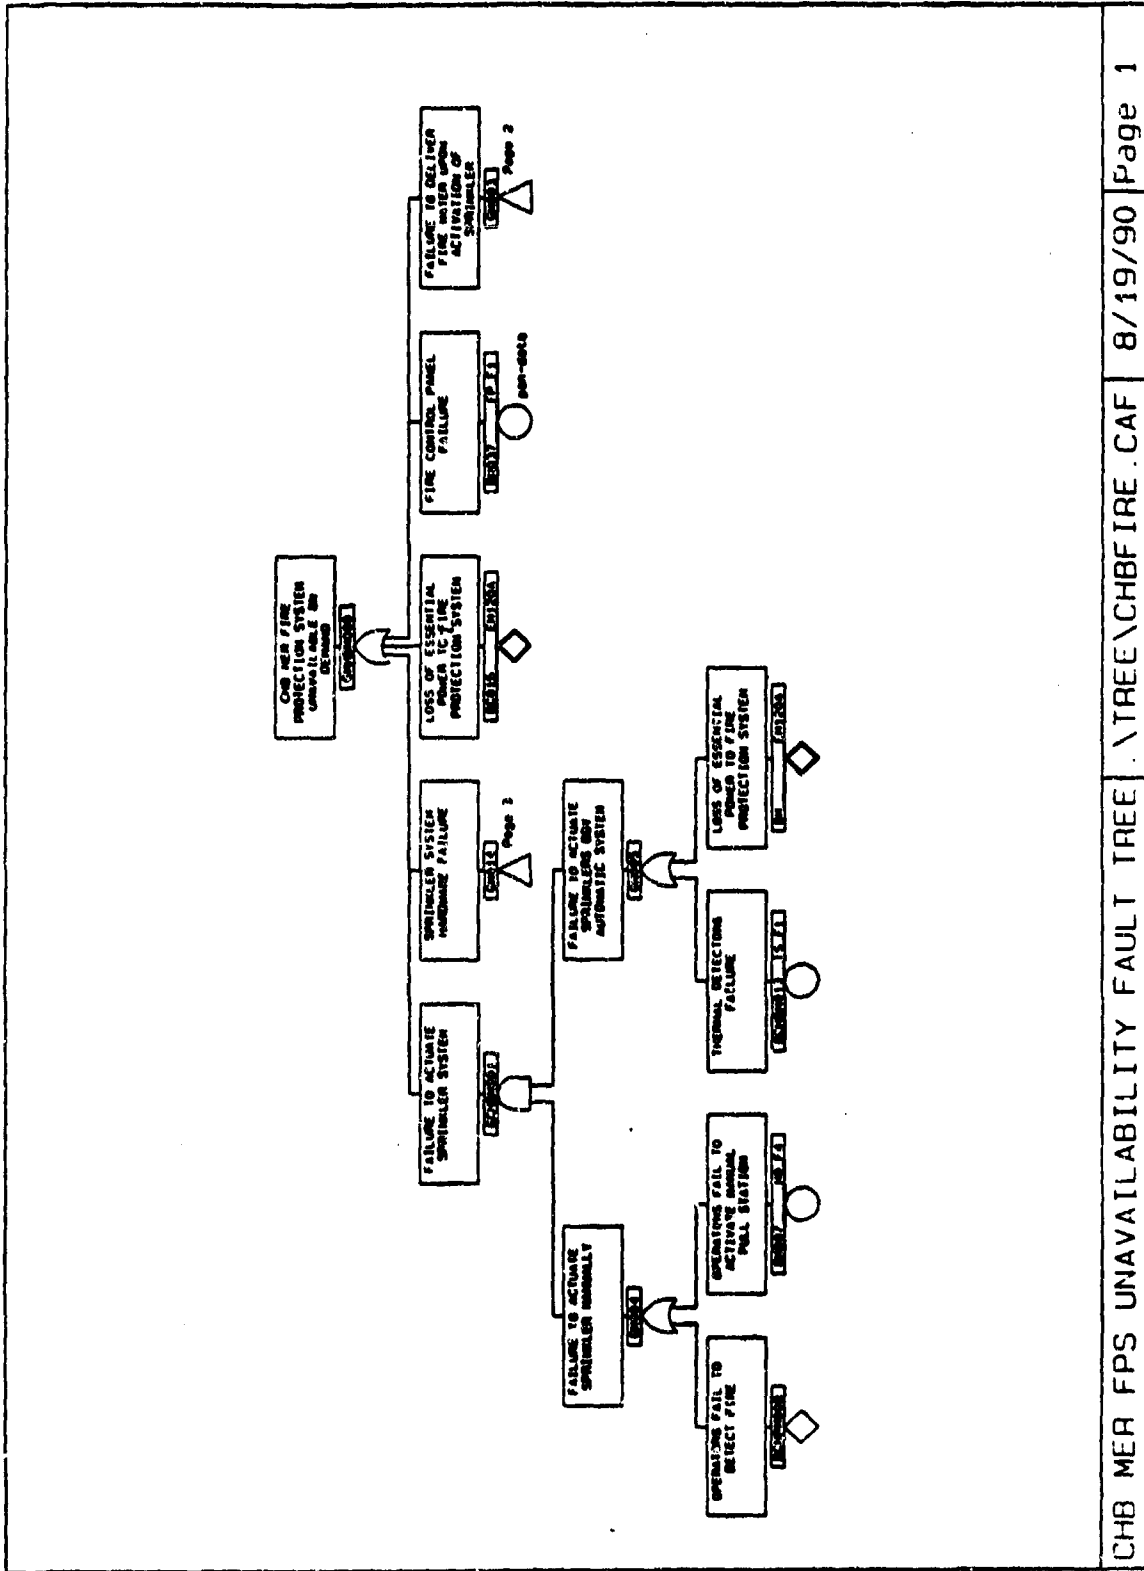 CHB MER FIRE
PROTECTION SYSTEM
UNAVAILABLE ON
DEMAND
FAILURE TO ACTUATE
SPRINKLER SYSTEM
SPRINKLER SYSTEM
HARDWARE FAILURE
Page 3
LOSS OF ESSENTIAL
POWER TO FIRE
PROTECTION SYSTEM
EM120A
FIRE CONTROL PANEL
FAILURE
FAILURE TO DELIVER
FIRE WATER UPON
ACTIVATION OF
SPRINKLER
Page 2
FAILURE TO ACTUATE
SPRINKLER MANUALLY
FAILURE TO ACTUATE
SPRINKLERS
AUTOMATIC SYSTEM
OPERATORS FAIL TO
DETECT FIRE
OPERATORS FAIL TO
ACTIVATE MANUAL
PULL STATION
THERMAL DETECTORS
FAILURE
LOSS OF ESSENTIAL
POWER TO FIRE
PROTECTION SYSTEM
EM120A
CHB MER FPS UNAVAILABILITY FAULT TREE .\TREE\CHBFIRE.CAF 8/19/90 Page 1